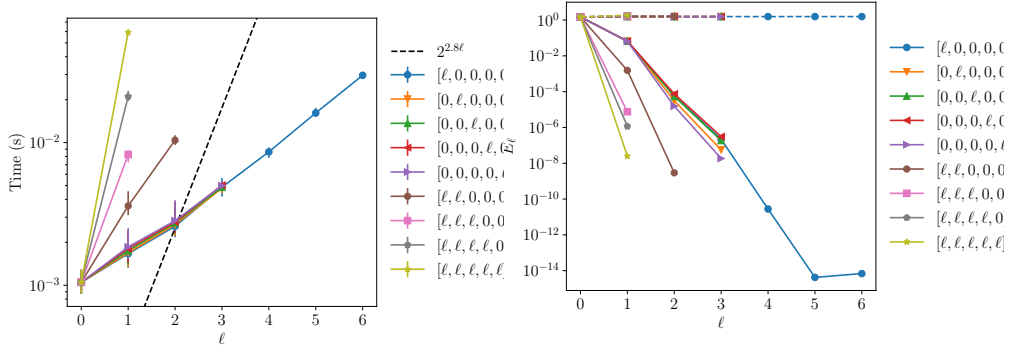 Time (s)
10^{-2}
10^{-3}
0 1 2 3 4 5 6
ℓ
2^{2.8ℓ}
[ℓ, 0, 0, 0, 0
[0, ℓ, 0, 0, 0
[0, 0, ℓ, 0, 0
[0, 0, 0, ℓ, 0
[0, 0, 0, 0, ℓ
[ℓ, ℓ, 0, 0, 0
[ℓ, ℓ, ℓ, 0, 0
[ℓ, ℓ, ℓ, ℓ, 0
[ℓ, ℓ, ℓ, ℓ, ℓ]
E_ℓ
10^{0}
10^{-2}
10^{-4}
10^{-6}
10^{-8}
10^{-10}
10^{-12}
10^{-14}
0 1 2 3 4 5 6
ℓ
[ℓ, 0, 0, 0, 0
[0, ℓ, 0, 0, 0
[0, 0, ℓ, 0, 0
[0, 0, 0, ℓ, 0
[0, 0, 0, 0, ℓ
[ℓ, ℓ, 0, 0, 0
[ℓ, ℓ, ℓ, 0, 0
[ℓ, ℓ, ℓ, ℓ, 0
[ℓ, ℓ, ℓ, ℓ, ℓ]